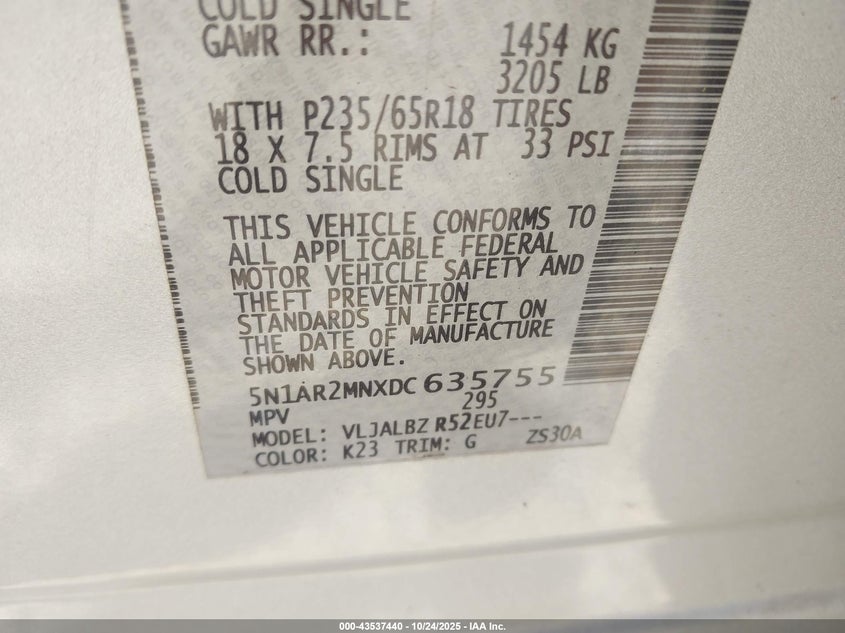 COLD SINGLE
GAWR RR.: 1454 KG
3205 LB
WITH P235/65R18 TIRES
18 X 7.5 RIMS AT 33 PSI
COLD SINGLE
THIS VEHICLE CONFORMS TO
ALL APPLICABLE FEDERAL
MOTOR VEHICLE SAFETY AND
THEFT PREVENTION
STANDARDS IN EFFECT ON
THE DATE OF MANUFACTURE
SHOWN ABOVE.
5N1AR2MNXDC 635755
MPV 295
MODEL: VLJALBZ R52EU7---
COLOR: K23 TRIM: G ZS30A
000-43537440 - 10/24/2025 - IAA Inc.